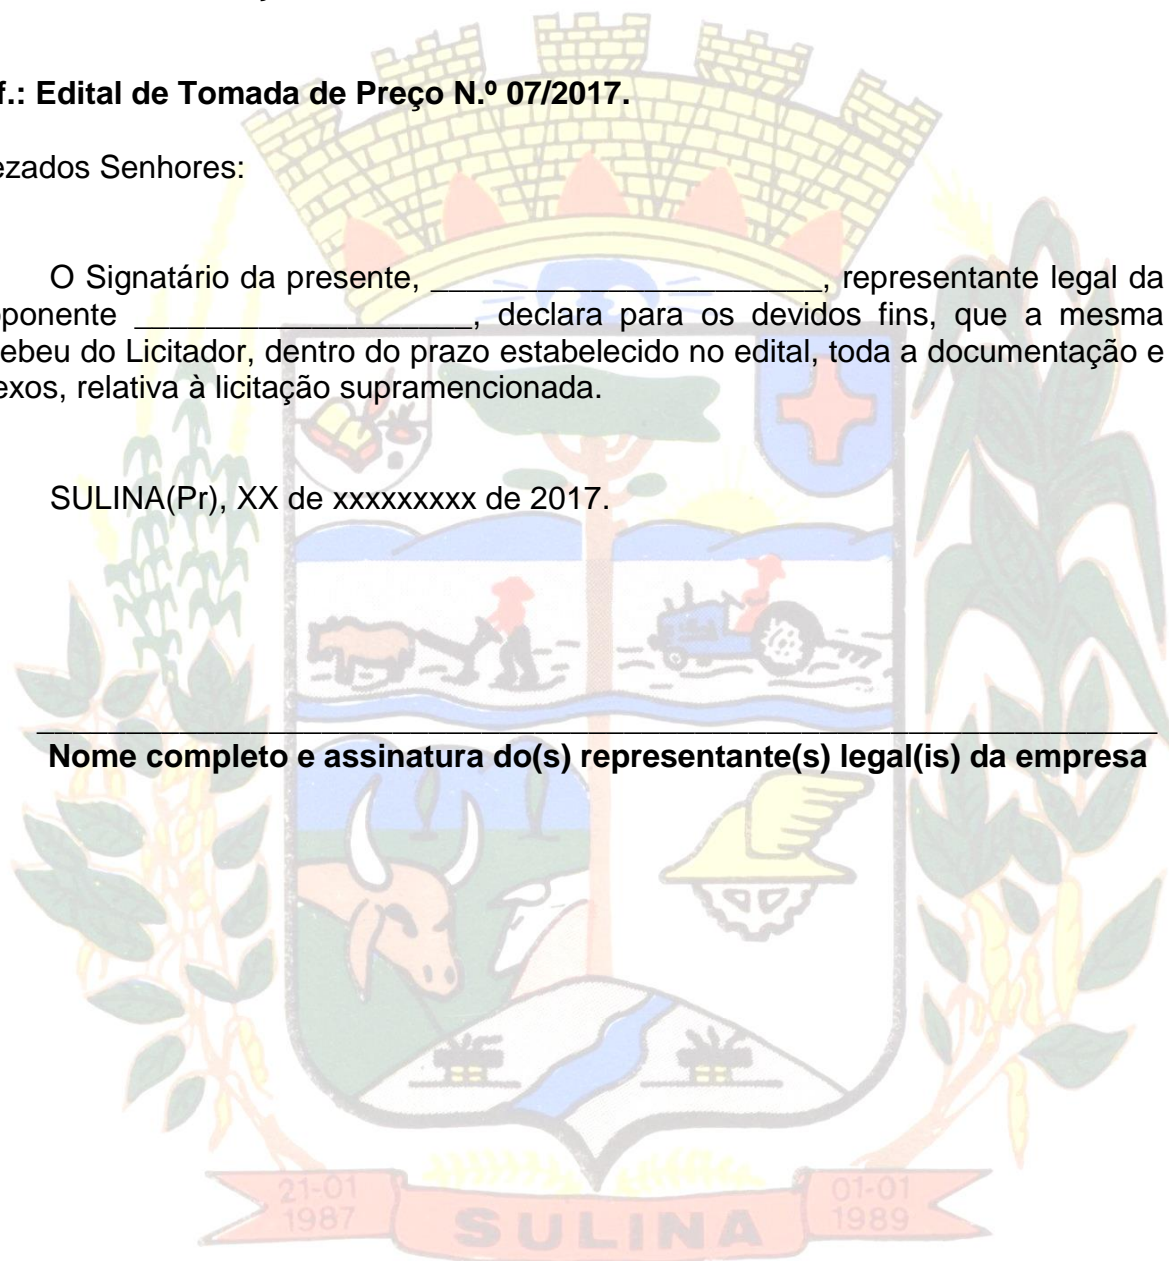 f.: Edital de Tomada de Preço N.º 07/2017.
ezados Senhores:
O Signatário da presente, ______________________, representante legal da
ponente ___________________, declara para os devidos fins, que a mesma
ebeu do Licitador, dentro do prazo estabelecido no edital, toda a documentação e
exos, relativa à licitação supramencionada.
SULINA(Pr), XX de xxxxxxxxx de 2017.
Nome completo e assinatura do(s) representante(s) legal(is) da empresa
21-01
1987
SULINA
01-01
1989